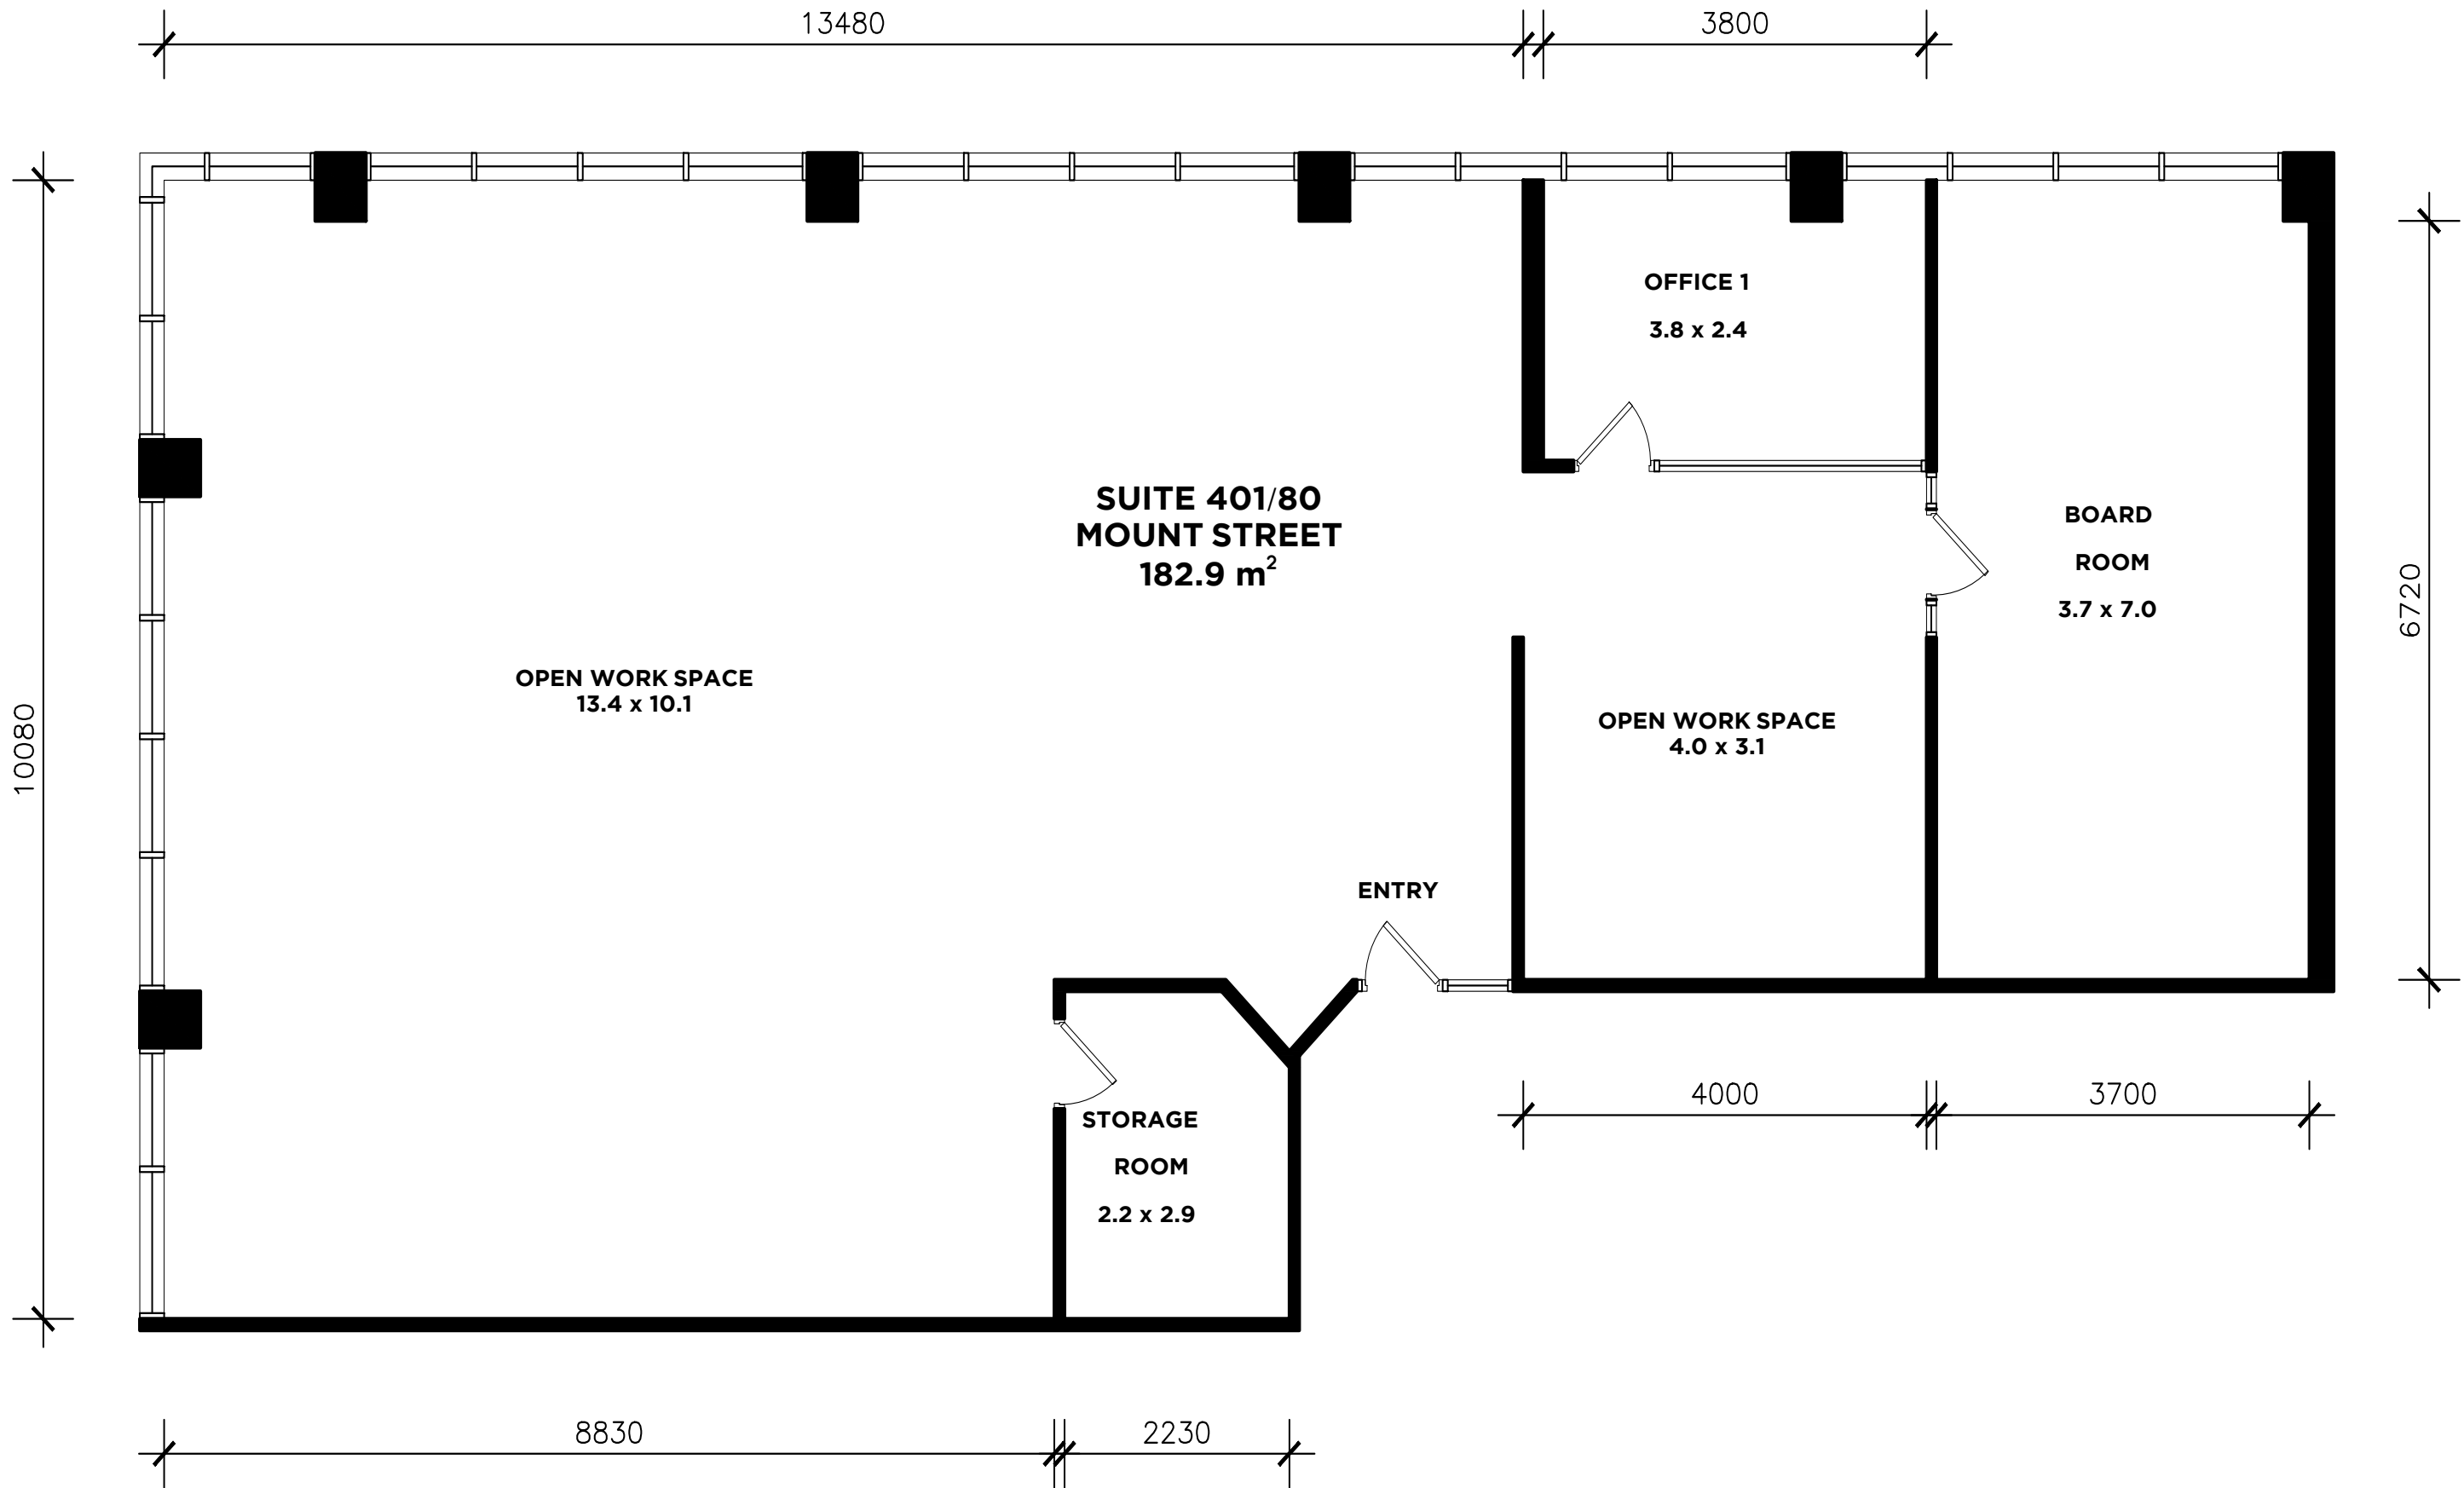 13480
3800
OFFICE 1
3.8 x 2.4
SUITE 401/80
MOUNT STREET
182.9 m²
BOARD
ROOM
3.7 x 7.0
6720
OPEN WORK SPACE
13.4 x 10.1
OPEN WORK SPACE
4.0 x 3.1
10080
ENTRY
4000
3700
STORAGE
ROOM
2.2 x 2.9
8830
2230